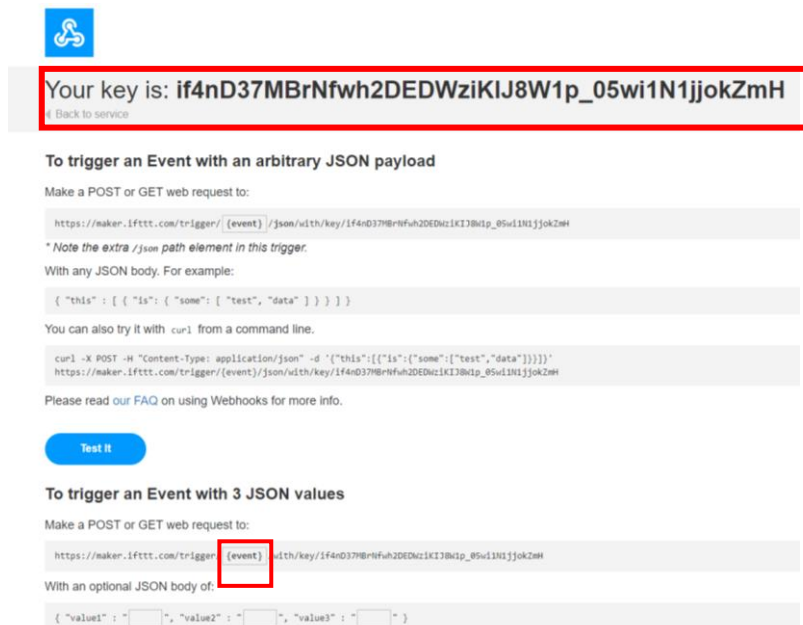 Your key is: if4nD37MBrNfwh2DEDWziKIJ8W1p_05wi1N1jjokZmH
Back to service
To trigger an Event with an arbitrary JSON payload
Make a POST or GET web request to:
https://maker.ifttt.com/trigger/ {event} /json/with/key/if4nD37MBrNfwh2DEDWziKIJ8W1p_05wi1N1jjokZmH
* Note the extra /json path element in this trigger.
With any JSON body. For example:
{ "this" : [ { "is": { "some": [ "test", "data" ] } } ] }
You can also try it with curl from a command line.
curl -X POST -H "Content-Type: application/json" -d '{"this":[{"is":{"some":["test","data"]}}]}'
https://maker.ifttt.com/trigger/{event}/json/with/key/if4nD37MBrNfwh2DEDWziKIJ8W1p_05wi1N1jjokZmH
Please read our FAQ on using Webhooks for more info.
Test It
To trigger an Event with 3 JSON values
Make a POST or GET web request to:
https://maker.ifttt.com/trigger/ {event} /with/key/if4nD37MBrNfwh2DEDWziKIJ8W1p_05wi1N1jjokZmH
With an optional JSON body of:
{ "value1" : " ", "value2" : " ", "value3" : " " }